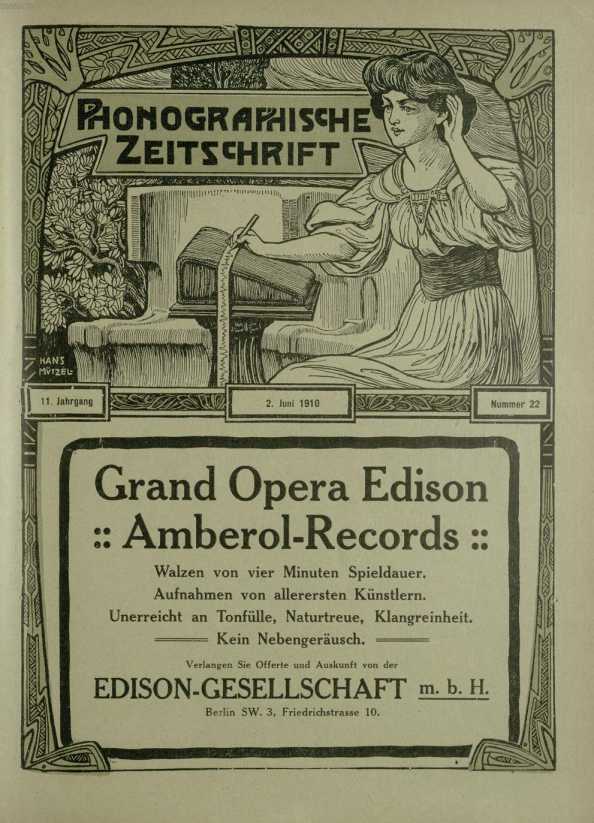 PHONOGRAPHISCHE
ZEITSCHRIFT
HANS
MÜTZEL
11. Jahrgang
2. Juni 1910
Nummer 22
Grand Opera Edison
:: Amberol-Records ::
Walzen von vier Minuten Spieldauer.
Aufnahmen von allerersten Künstlern.
Unerreicht an Tonfülle, Naturtreue, Klangreinheit.
Kein Nebengeräusch.
Verlangen Sie Offerte und Auskunft von der
EDISON-GESELLSCHAFT m. b. H.
Berlin SW. 3, Friedrichstrasse 10.